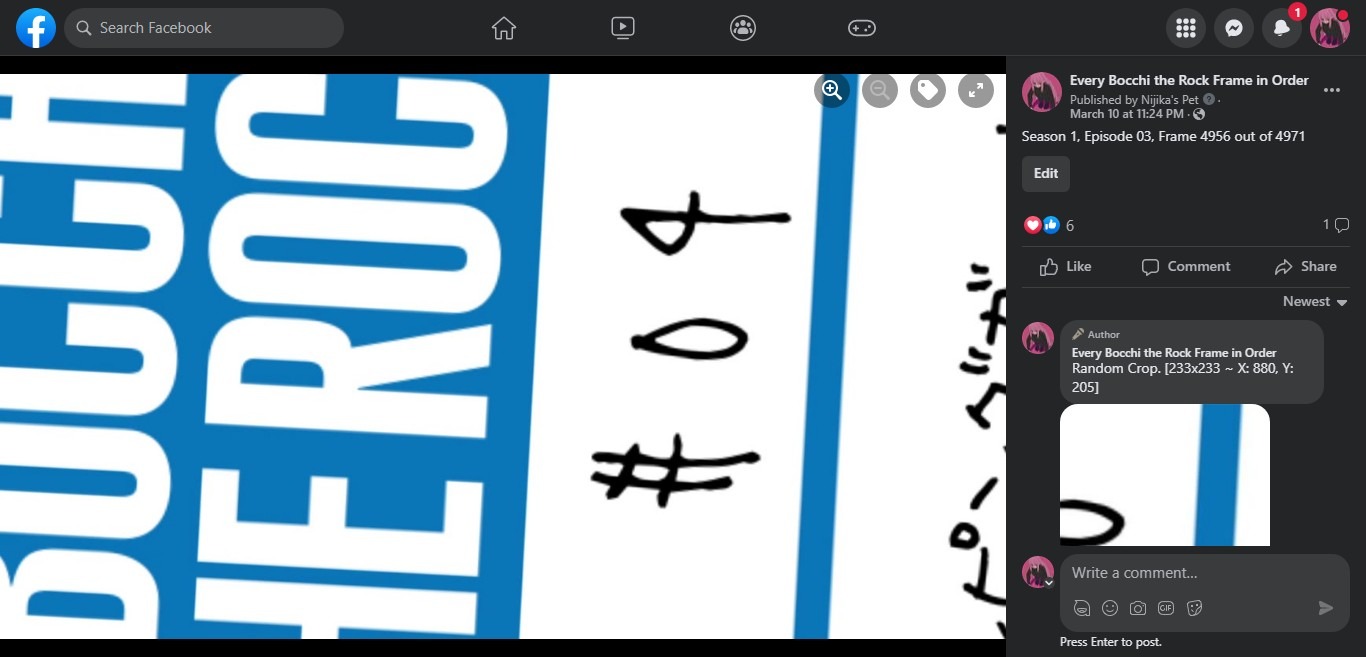 Search Facebook
1
BOCCH
HE ROC
#04
Every Bocchi the Rock Frame in Order
Published by Nijika's Pet
March 10 at 11:24 PM
Season 1, Episode 03, Frame 4956 out of 4971
Edit
6
1
Like
Comment
Share
Newest
Author
Every Bocchi the Rock Frame in Order
Random Crop. [233x233 ~ X: 880, Y:
205]
Write a comment...
GIF
Press Enter to post.